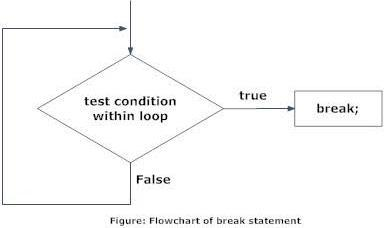 test condition
within loop
true
break;
False
Figure: Flowchart of break statement